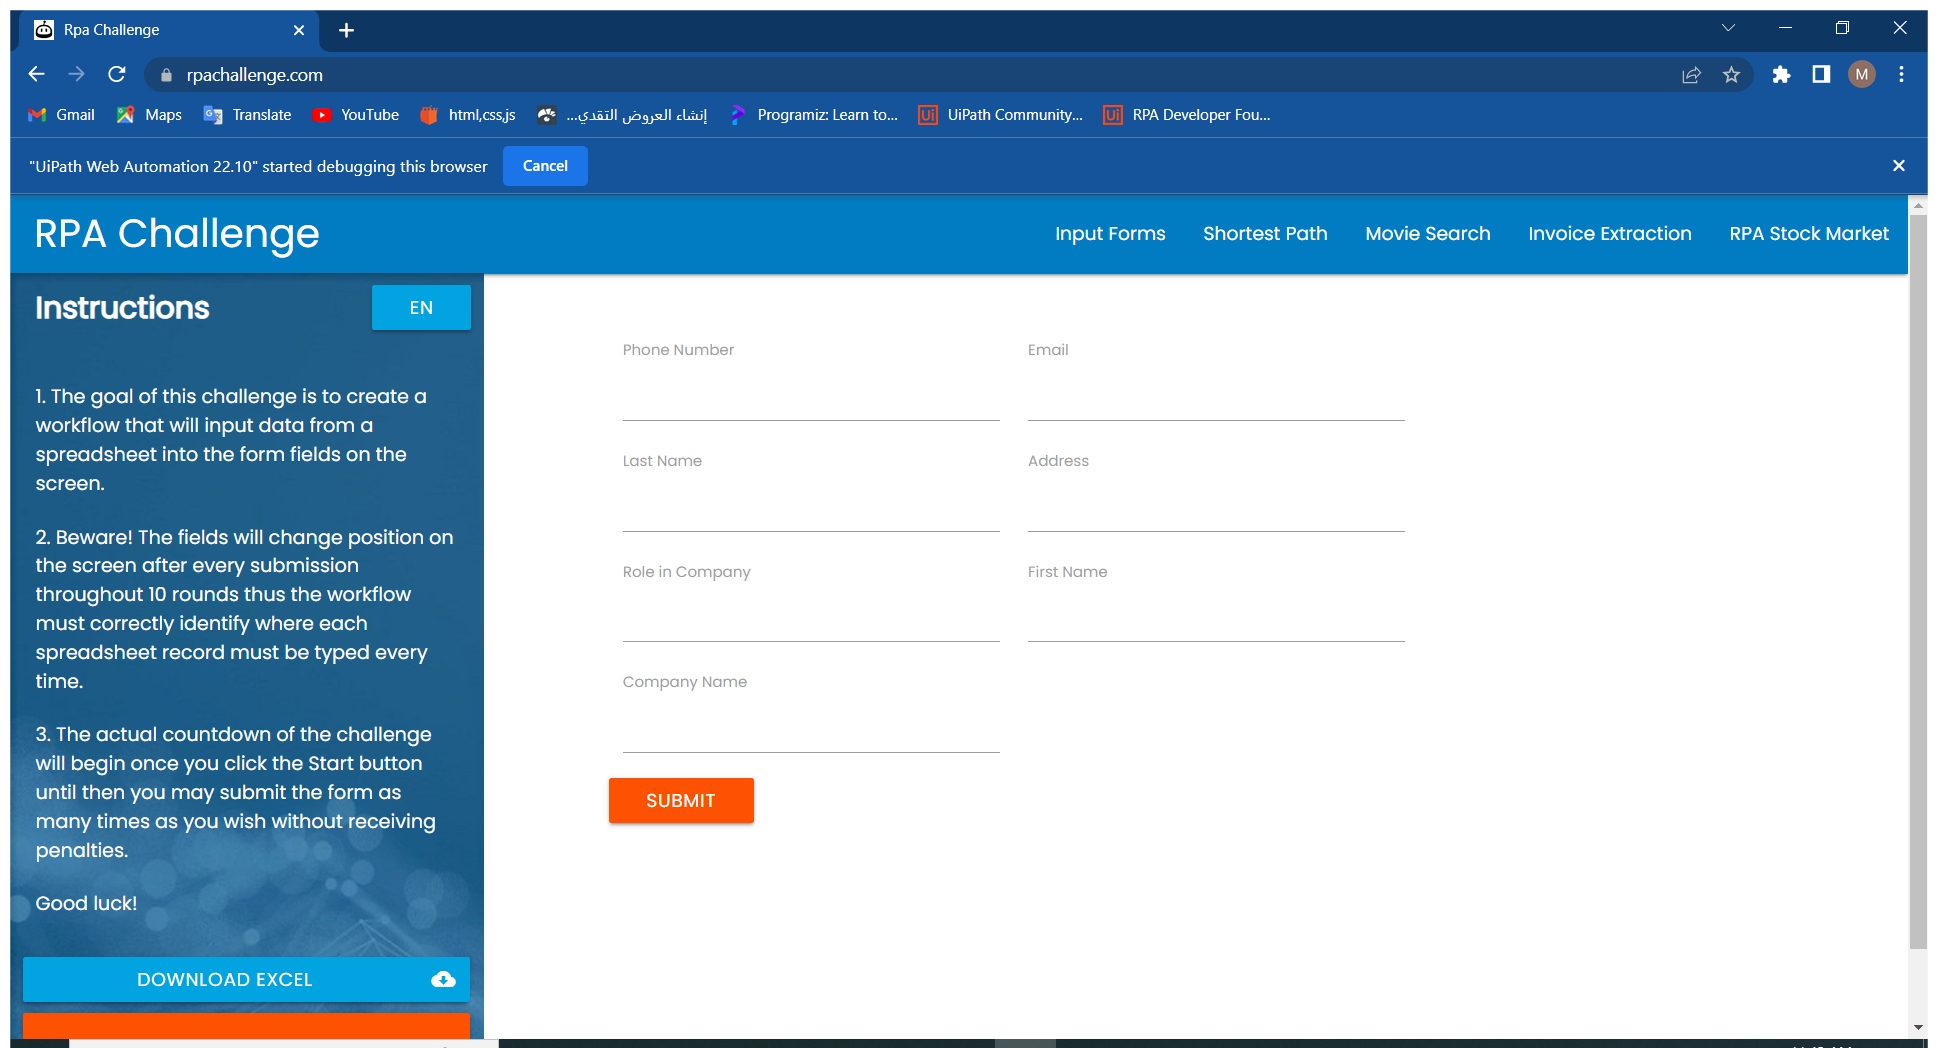 Rpa Challenge
rpachallenge.com
M
Gmail
Maps
Translate
YouTube
html,css,js
إنشاء العروض التقدي...
Programiz: Learn to...
Ui
UiPath Community...
Ui
RPA Developer Fou...
"UiPath Web Automation 22.10" started debugging this browser
Cancel
RPA Challenge
Input Forms
Shortest Path
Movie Search
Invoice Extraction
RPA Stock Market
Instructions
EN
1. The goal of this challenge is to create a
workflow that will input data from a
spreadsheet into the form fields on the
screen.
2. Beware! The fields will change position on
the screen after every submission
throughout 10 rounds thus the workflow
must correctly identify where each
spreadsheet record must be typed every
time.
3. The actual countdown of the challenge
will begin once you click the Start button
until then you may submit the form as
many times as you wish without receiving
penalties.
Good luck!
DOWNLOAD EXCEL
Phone Number
Email
Last Name
Address
Role in Company
First Name
Company Name
SUBMIT